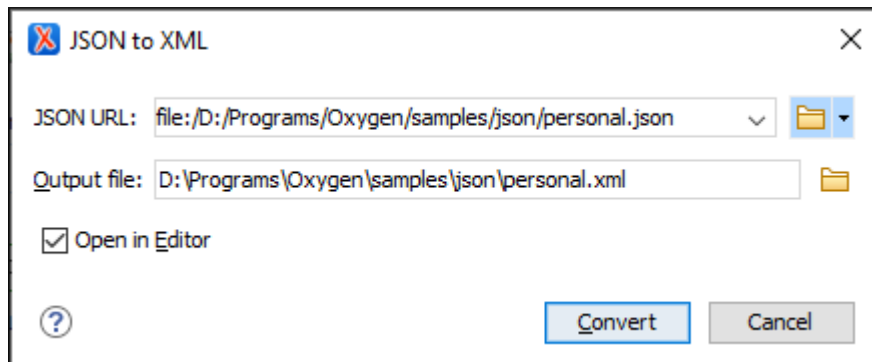 JSON to XML
JSON URL: file:/D:/Programs/Oxygen/samples/json/personal.json
Output file: D:\Programs\Oxygen\samples\json\personal.xml
Open in Editor
? Convert Cancel